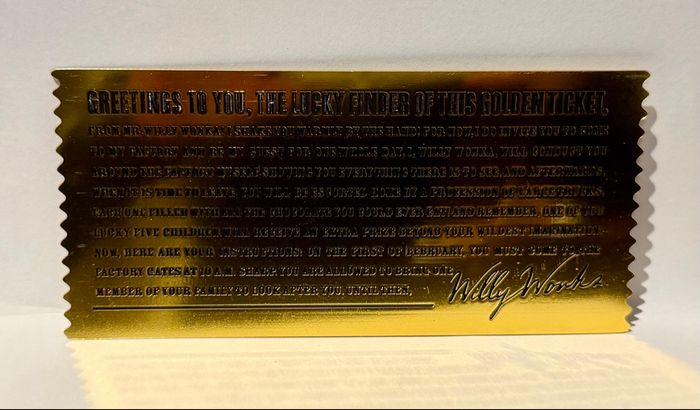 GREETINGS TO YOU, THE LUCKY FINDER OF THIS GOLDEN TICKET,
FROM MR. WILLY WONKA! I SHAKE YOU WARMLY BY THE HAND! FOR NOW, I DO INVITE YOU TO COME
TO MY FACTORY AND BE MY GUEST FOR ONE WHOLE DAY. I, WILLY WONKA, WILL CONDUCT YOU
AROUND THE FACTORY MYSELF, SHOWING YOU EVERYTHING THERE IS TO SEE AND AFTERWARDS,
WHEN IT IS TIME TO LEAVE, YOU WILL BE ESCORTED HOME BY A PROCESSION OF LARGE TRUCKS,
EACH ONE FILLED WITH ALL THE CHOCOLATE YOU COULD EVER EAT! AND REMEMBER, ONE OF YOU
LUCKY FIVE CHILDREN WILL RECEIVE AN EXTRA PRIZE BEYOND YOUR WILDEST IMAGINATION.
NOW, HERE ARE YOUR INSTRUCTIONS: ON THE FIRST OF FEBRUARY, YOU MUST COME TO THE
FACTORY GATES AT 10 A.M. SHARP. YOU ARE ALLOWED TO BRING ONE
MEMBER OF YOUR FAMILY TO LOOK AFTER YOU. UNTIL THEN,
Willy Wonka